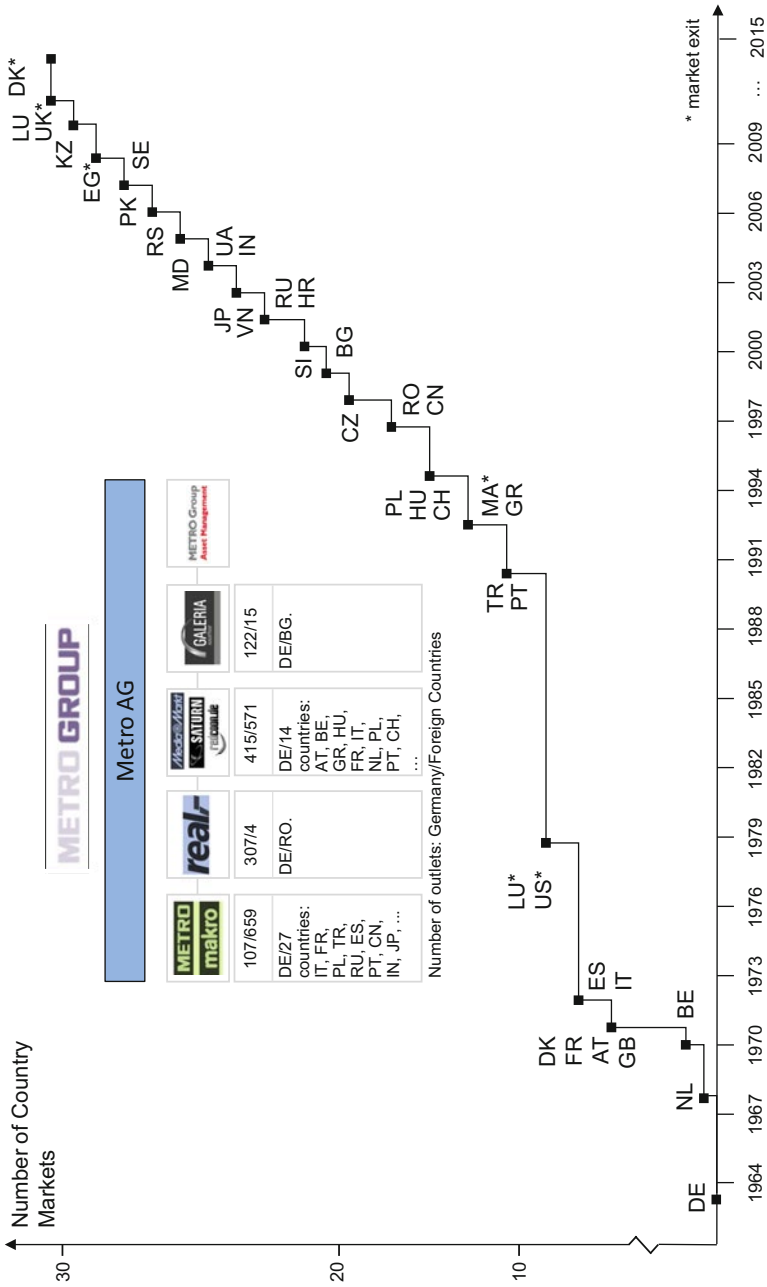 Number of Country
Markets
30
20
10
METRO GROUP
Metro AG
METRO
makro
real,-
Media Markt
SATURN
redcoon.de
GALERIA
METRO Group
Asset Management
107/659
307/4
415/571
122/15
DE/27
countries:
IT, FR,
PL, TR,
RU, ES,
PT, CN,
IN, JP, ...
DE/RO.
DE/14
countries:
AT, BE,
GR, HU,
FR, IT,
NL, PL,
PT, CH,
...
DE/BG.
Number of outlets: Germany/Foreign Countries
DE
NL
BE
DK
FR
AT
GB
ES
IT
LU*
US*
TR
PT
MA*
GR
PL
HU
CH
RO
CN
CZ
BG
SI
RU
HR
JP
VN
UA
IN
MD
RS
PK
SE
EG*
KZ
LU
UK*
DK*
* market exit
1964
1967
1970
1973
1976
1979
1982
1985
1988
1991
1994
1997
2000
2003
2006
2009
...
2015